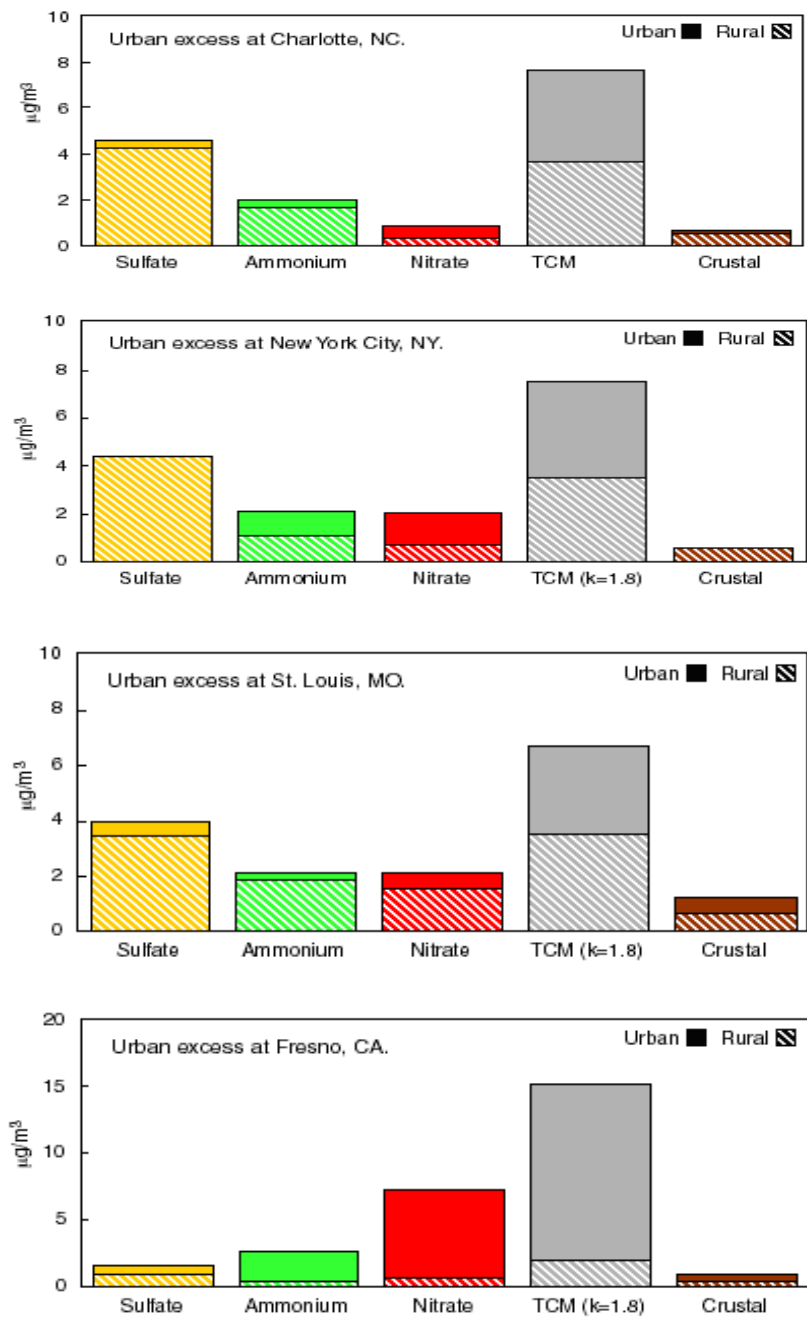 10
Urban excess at Charlotte, NC.
Urban Rural
8
6
4
2
0
µg/m³
Sulfate Ammonium Nitrate TCM Crustal
10
Urban excess at New York City, NY.
Urban Rural
8
6
4
2
0
µg/m³
Sulfate Ammonium Nitrate TCM (k=1.8) Crustal
10
Urban excess at St. Louis, MO.
Urban Rural
8
6
4
2
0
µg/m³
Sulfate Ammonium Nitrate TCM (k=1.8) Crustal
20
Urban excess at Fresno, CA.
Urban Rural
15
10
5
0
µg/m³
Sulfate Ammonium Nitrate TCM (k=1.8) Crustal